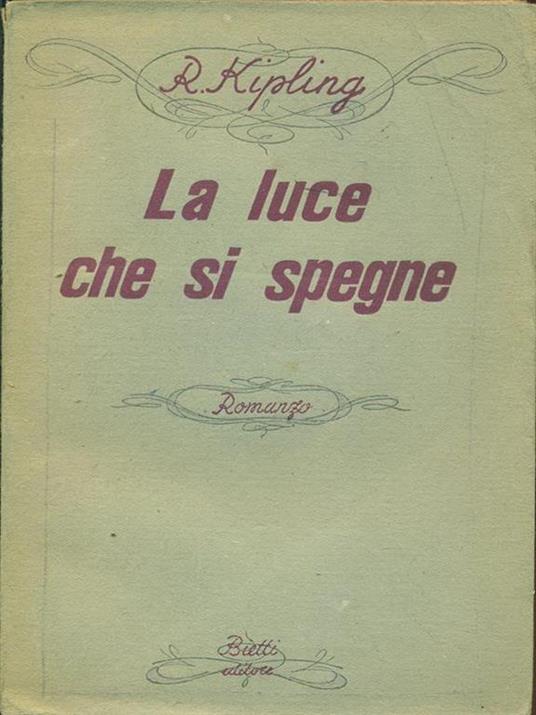 R. Kipling
La luce
che si spegne
Romanzo
Bietti
editore